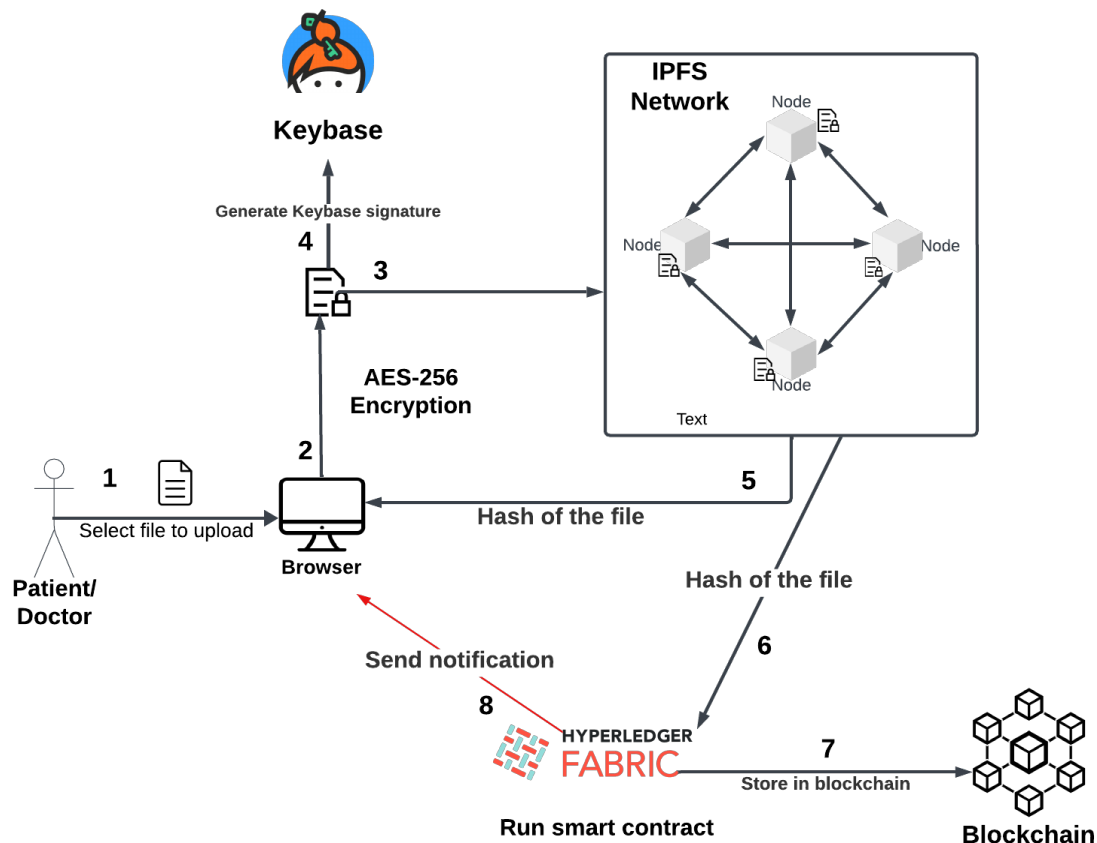 IPFS
Network
Node
Node
Node
Node
Text
Keybase
Generate Keybase signature
4
3
AES-256
Encryption
2
1
Select file to upload
Patient/
Doctor
Browser
5
Hash of the file
Hash of the file
6
Send notification
8
HYPERLEDGER
FABRIC
7
Store in blockchain
Run smart contract
Blockchain